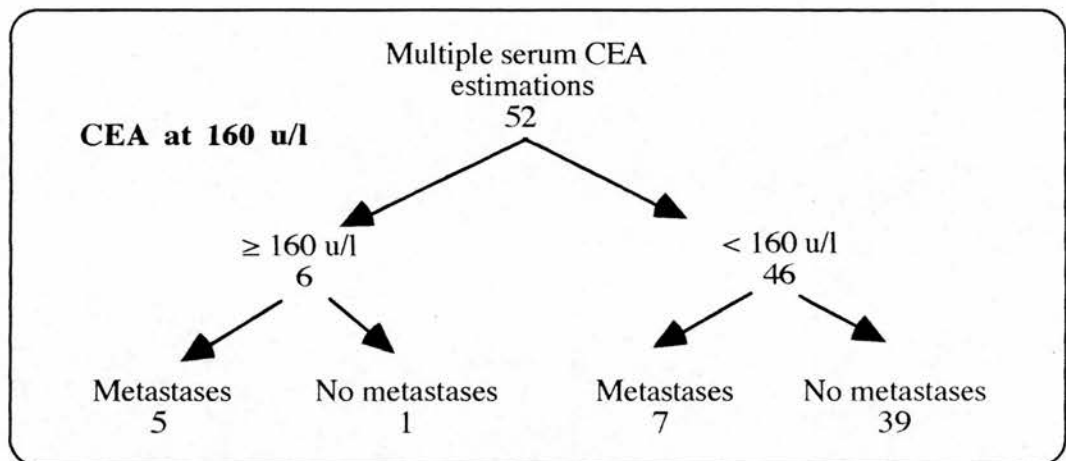 Multiple serum CEA
estimations
52
CEA at 160 u/l
≥ 160 u/l
6
< 160 u/l
46
Metastases
5
No metastases
1
Metastases
7
No metastases
39